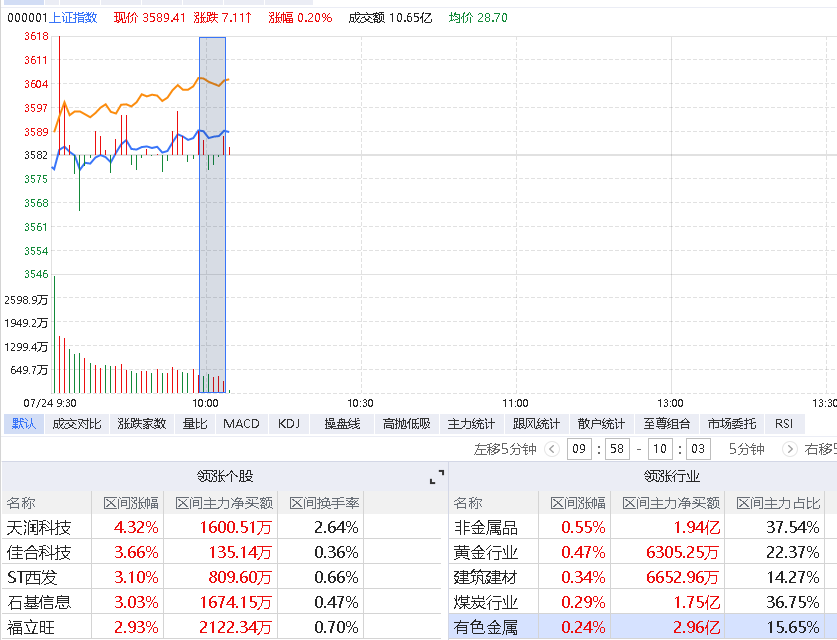 000001上证指数 现价 3589.41 涨跌 7.11↑ 涨幅 0.20% 成交额 10.65亿 均价 28.70
3618
3611
3604
3597
3589
3582
3575
3568
3561
3554
3546
2598.9万
1949.2万
1299.4万
649.7万
07/24 9:30 10:00 10:30 11:00 13:00 13:30
默认 成交对比 涨跌家数 量比 MACD KDJ 操盘线 高抛低吸 主力统计 跟风统计 散户统计 至尊组合 市场委托 RSI
左移5分钟 09 : 58 - 10 : 03 5分钟 右移5
领涨个股 领涨行业
名称 区间涨幅 区间主力净买额 区间换手率 名称 区间涨幅 区间主力净买额 区间主力占比
天润科技 4.32% 1600.51万 2.64% 非金属品 0.55% 1.94亿 37.54%
佳合科技 3.66% 135.14万 0.36% 黄金行业 0.47% 6305.25万 22.37%
ST西发 3.10% 809.60万 0.66% 建筑建材 0.34% 6652.96万 14.27%
石基信息 3.03% 1674.15万 0.47% 煤炭行业 0.29% 1.75亿 36.75%
福立旺 2.93% 2122.34万 0.70% 有色金属 0.24% 2.96亿 15.65%